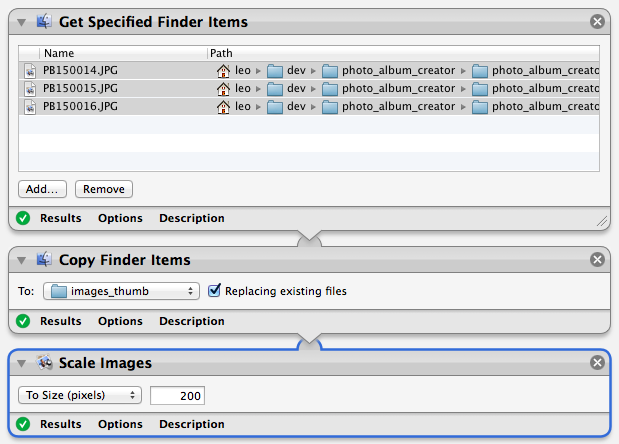 Get Specified Finder Items
Name Path
PB150014.JPG leo dev photo_album_creator photo_album_creato
PB150015.JPG leo dev photo_album_creator photo_album_creato
PB150016.JPG leo dev photo_album_creator photo_album_creato
Add... Remove
Results Options Description
Copy Finder Items
To: images_thumb Replacing existing files
Results Options Description
Scale Images
To Size (pixels) 200
Results Options Description